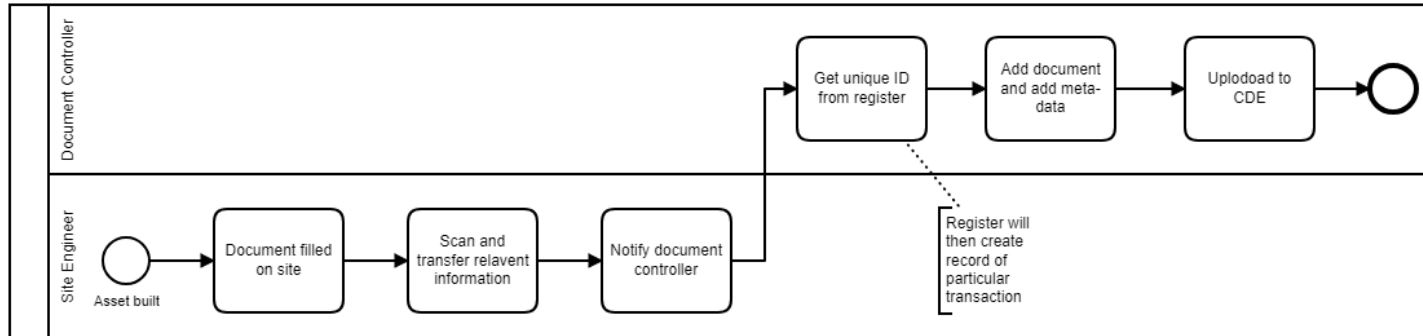 Document Controller
Get unique ID
from register
Add document
and add meta-
data
Uplodoad to
CDE
Site Engineer
Asset built
Document filled
on site
Scan and
transfer relavent
information
Notify document
controller
Register will
then create
record of
particular
transaction